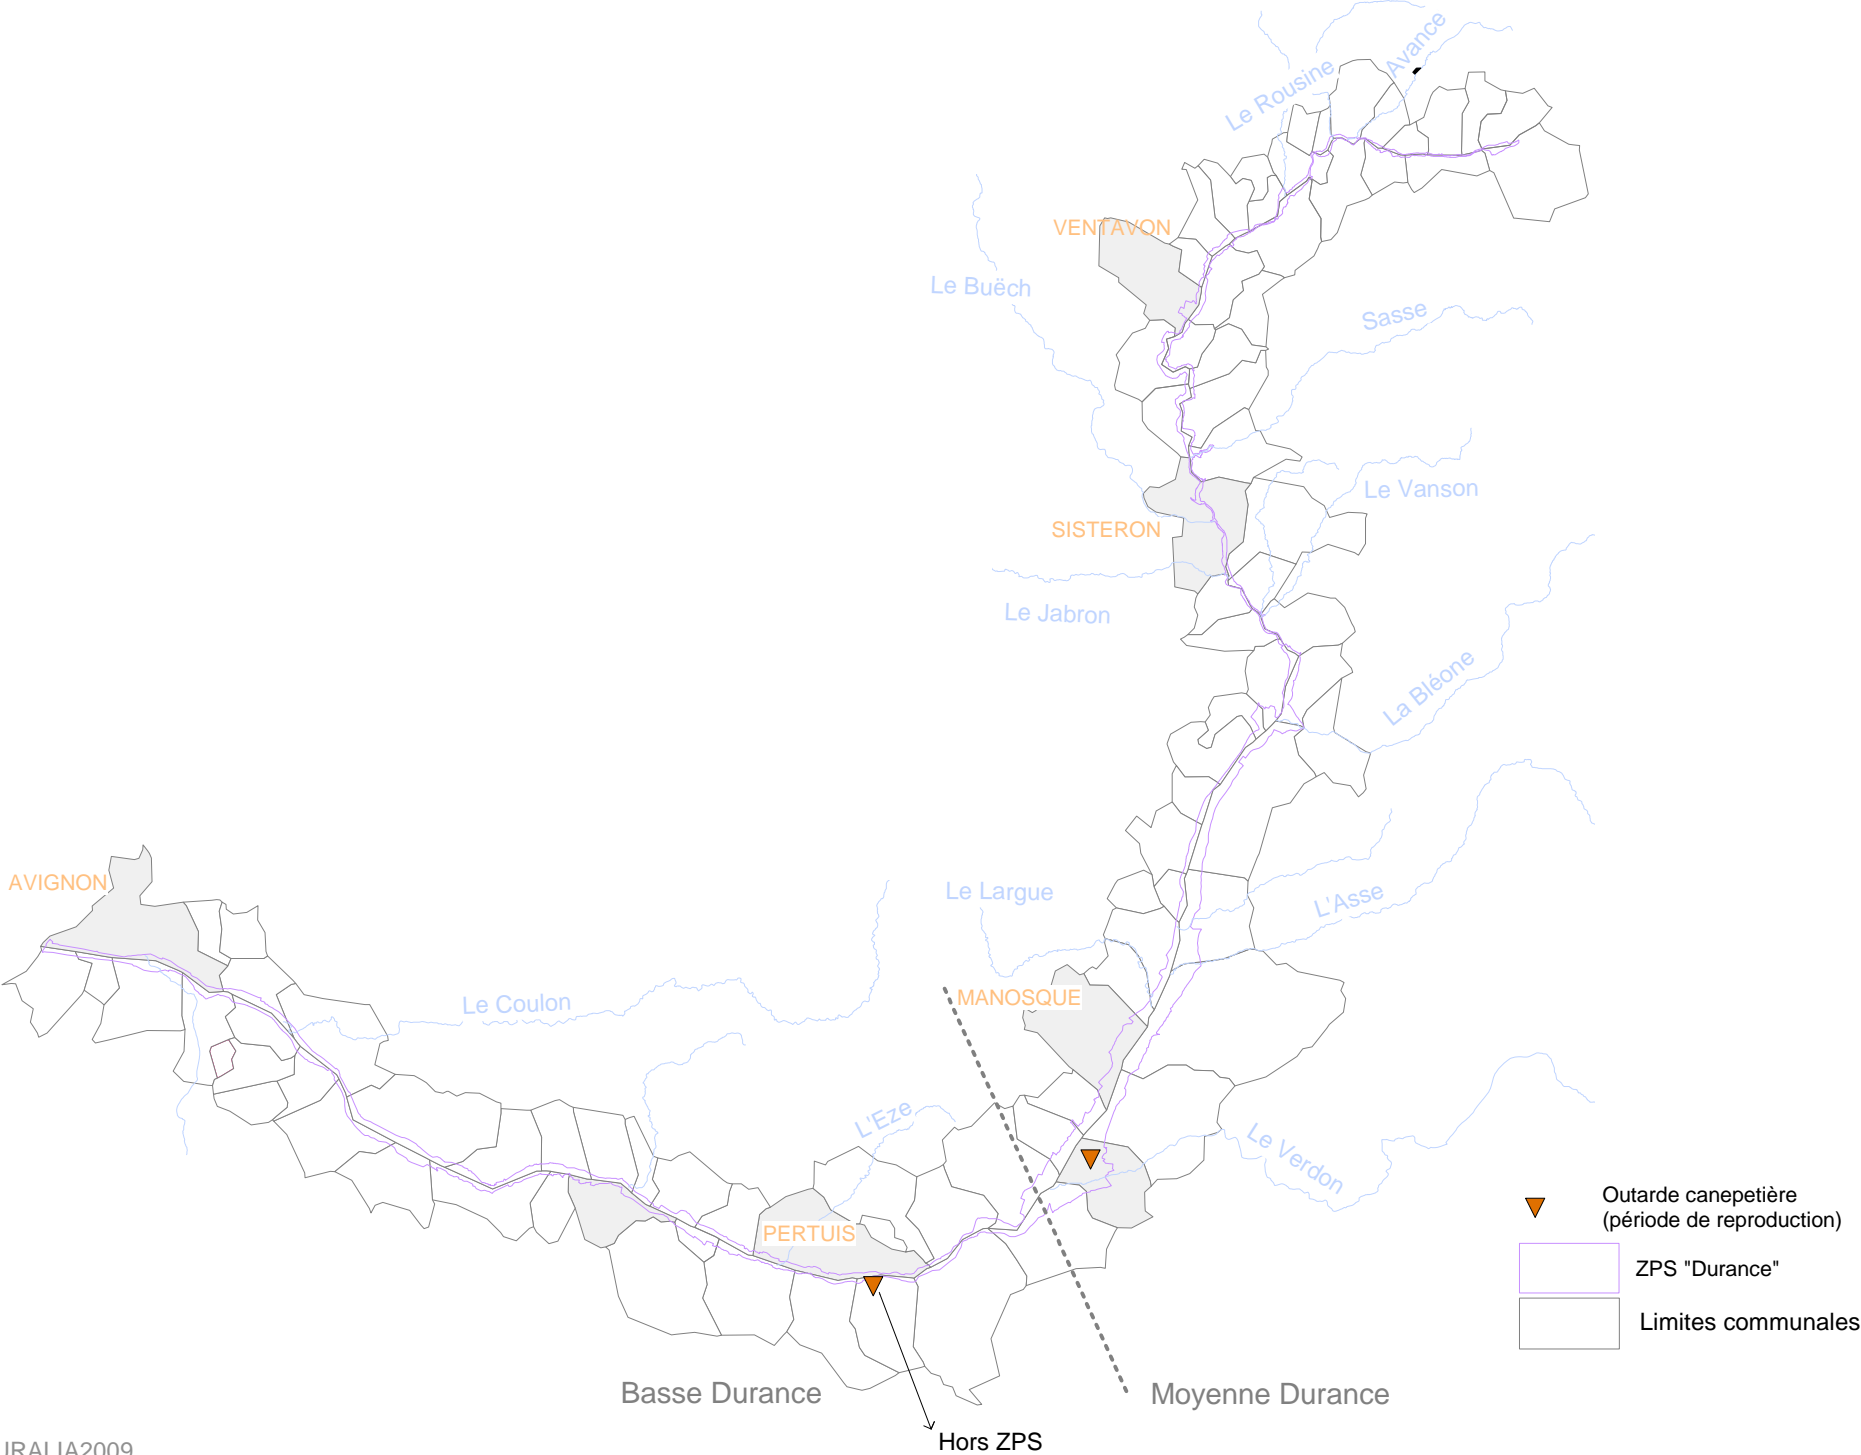 Avance
Le Rousine
VENTAVON
Le Buëch
Sasse
Le Vanson
SISTERON
Le Jabron
La Bléone
AVIGNON
Le Largue
L'Asse
MANOSQUE
Le Coulon
L'Eze
Le Verdon
PERTUIS
Outarde canepetière
(période de reproduction)
ZPS "Durance"
Limites communales
Basse Durance
Moyenne Durance
Hors ZPS